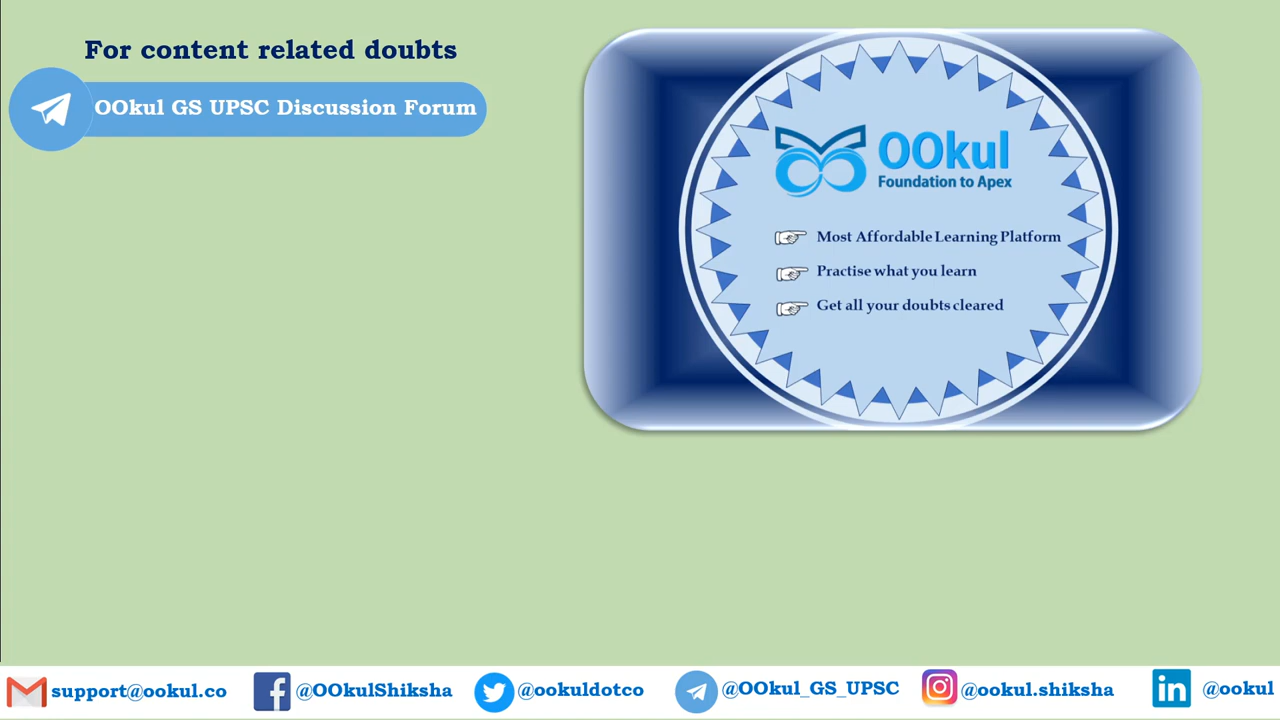 For content related doubts
OOkul GS UPSC Discussion Forum
OOkul
Foundation to Apex
Most Affordable Learning Platform
Practise what you learn
Get all your doubts cleared
support@ookul.co @OOkulShiksha @ookuldotco @OOkul_GS_UPSC @ookul.shiksha @ookul